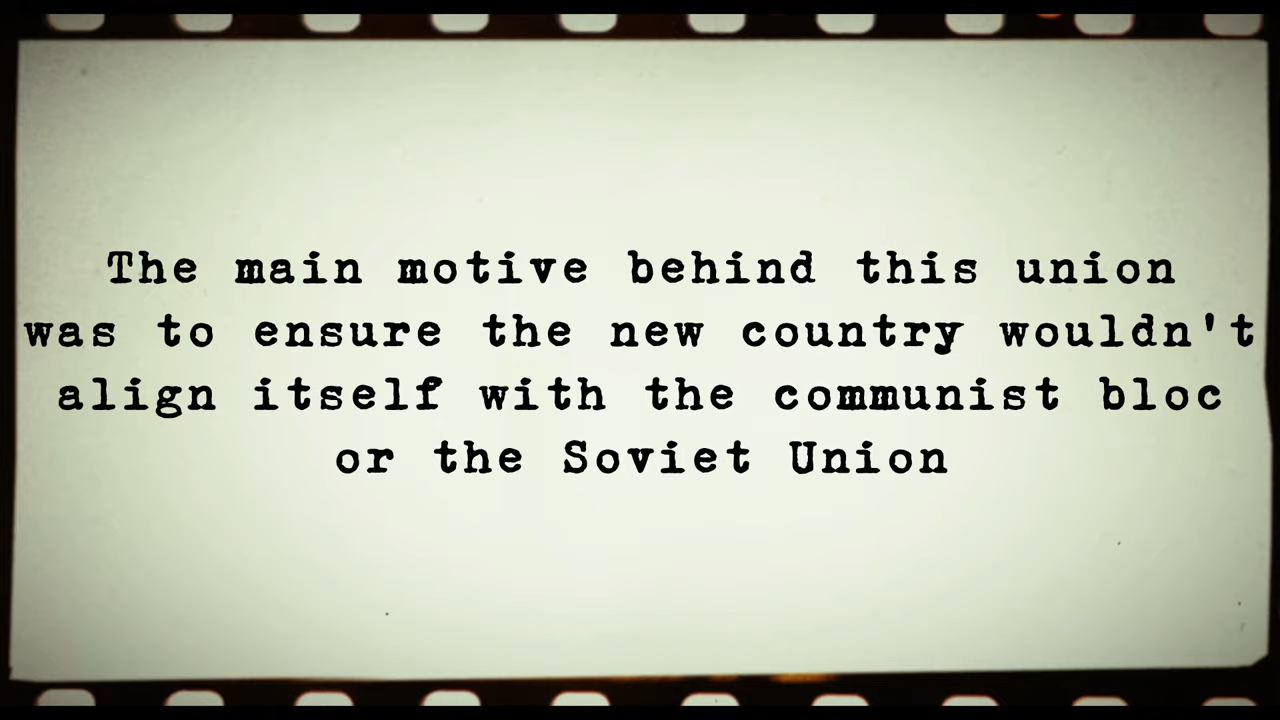 The main motive behind this union
was to ensure the new country wouldn't
align itself with the communist bloc
or the Soviet Union